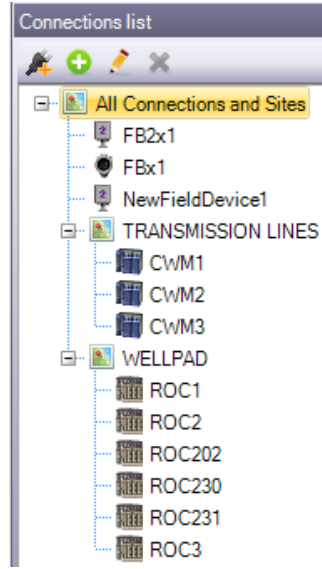 Connections list
All Connections and Sites
FB2x1
FBx1
NewFieldDevice1
TRANSMISSION LINES
CWM1
CWM2
CWM3
WELLPAD
ROC1
ROC2
ROC202
ROC230
ROC231
ROC3